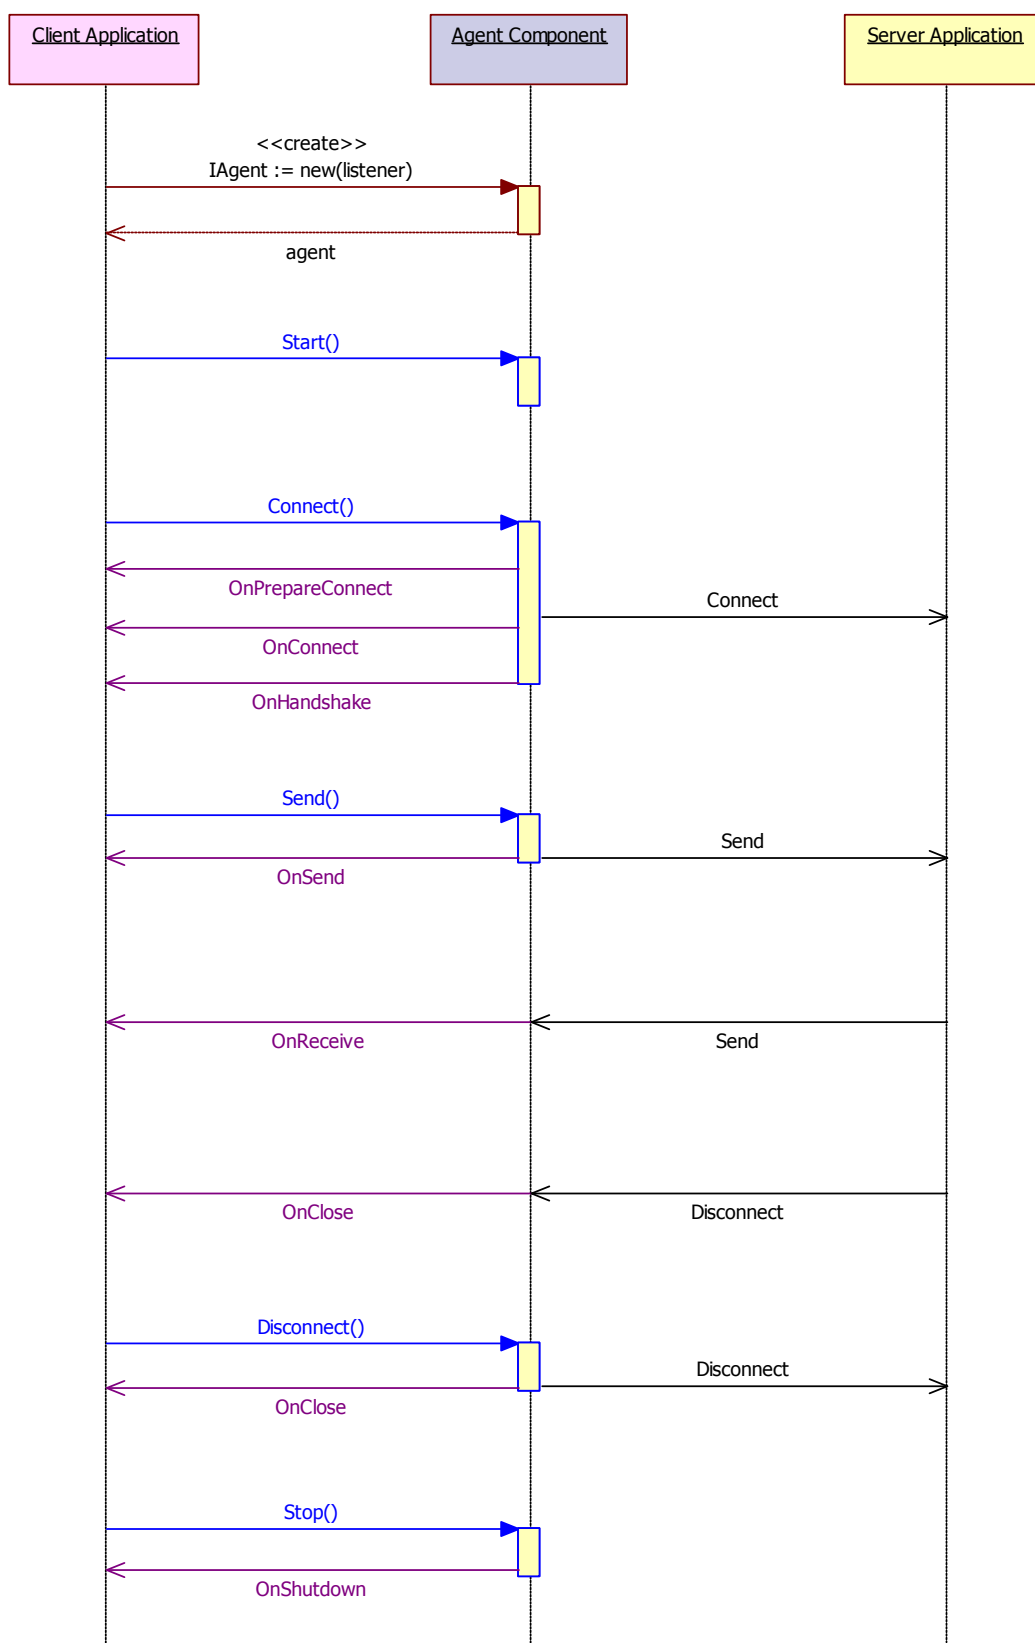 Client Application
Agent Component
Server Application
<<create>>
IAgent := new(listener)
agent
Start()
Connect()
OnPrepareConnect
Connect
OnConnect
OnHandshake
Send()
Send
OnSend
OnReceive
Send
OnClose
Disconnect
Disconnect()
Disconnect
OnClose
Stop()
OnShutdown